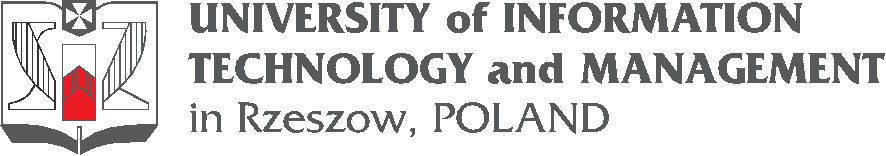 UNIVERSITY of INFORMATION
TECHNOLOGY and MANAGEMENT
in Rzeszow, POLAND